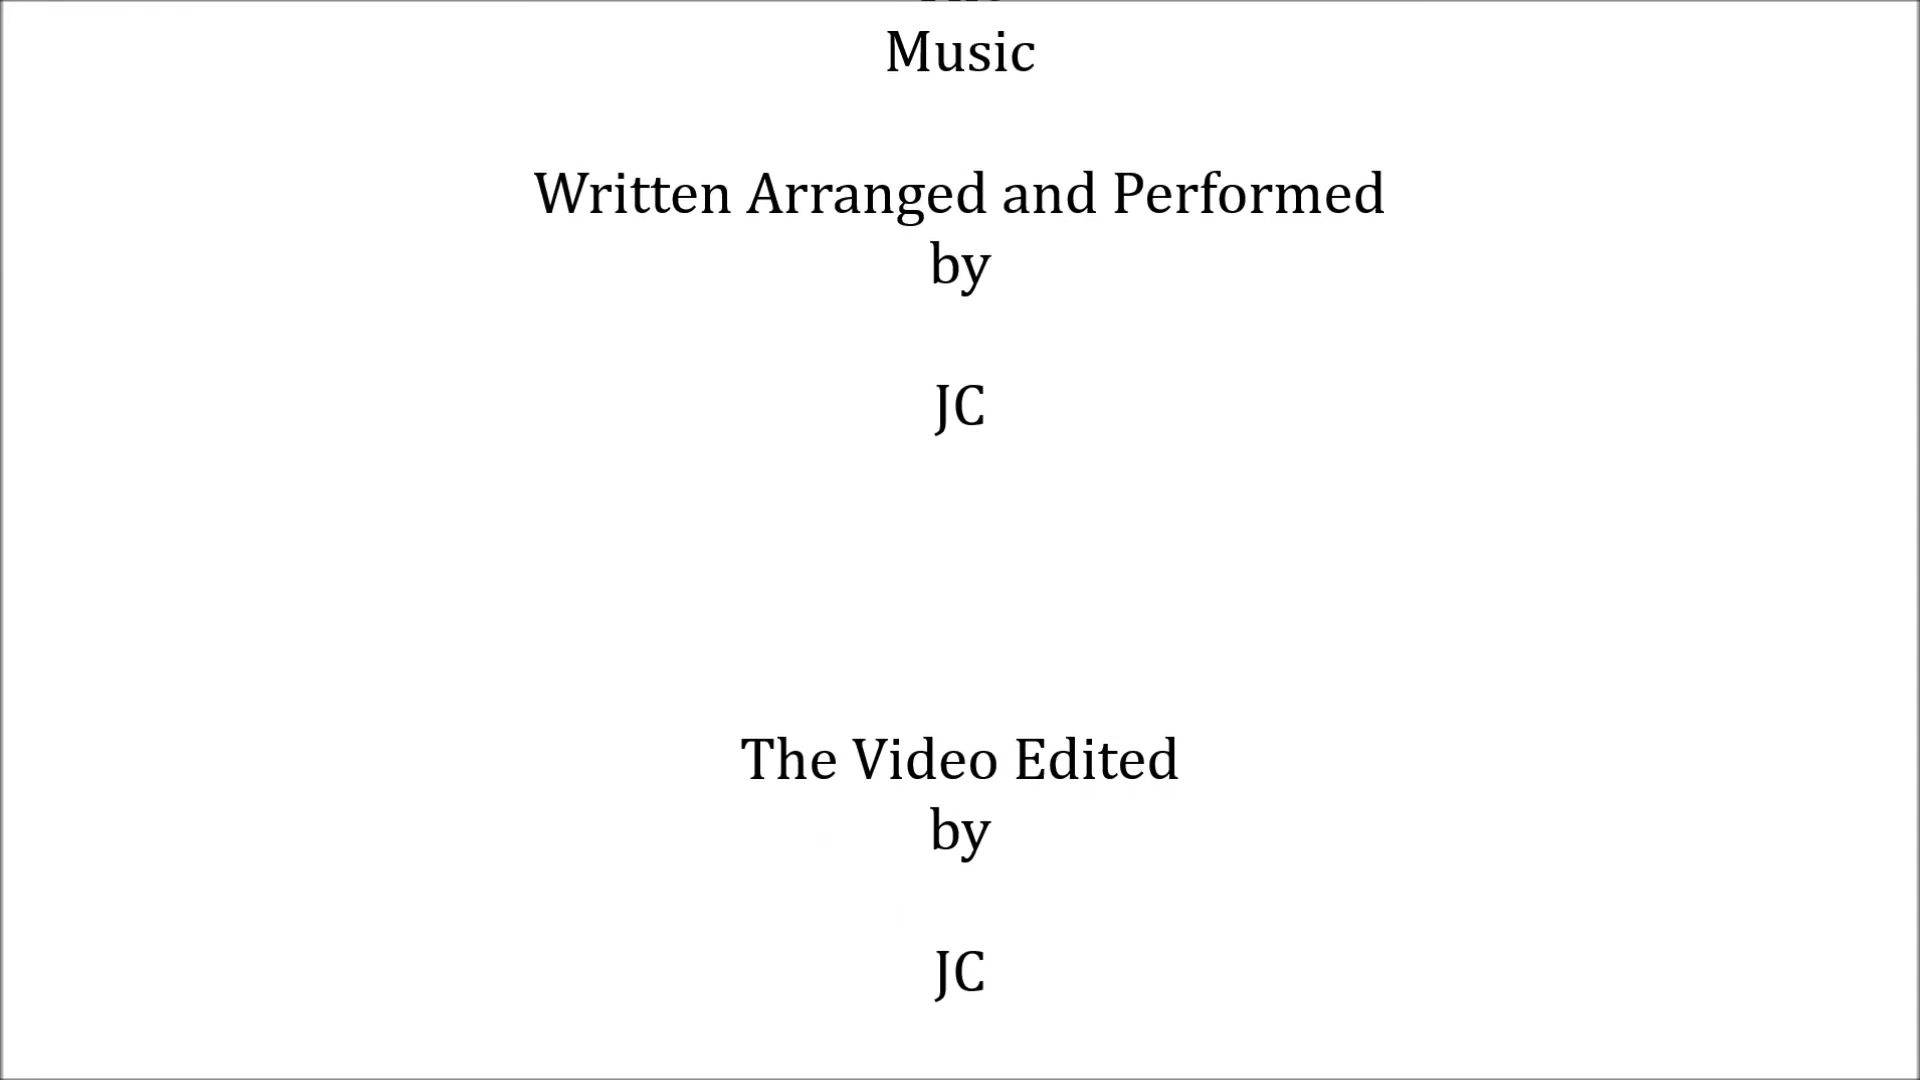 Music
Written Arranged and Performed
by
JC
The Video Edited
by
JC